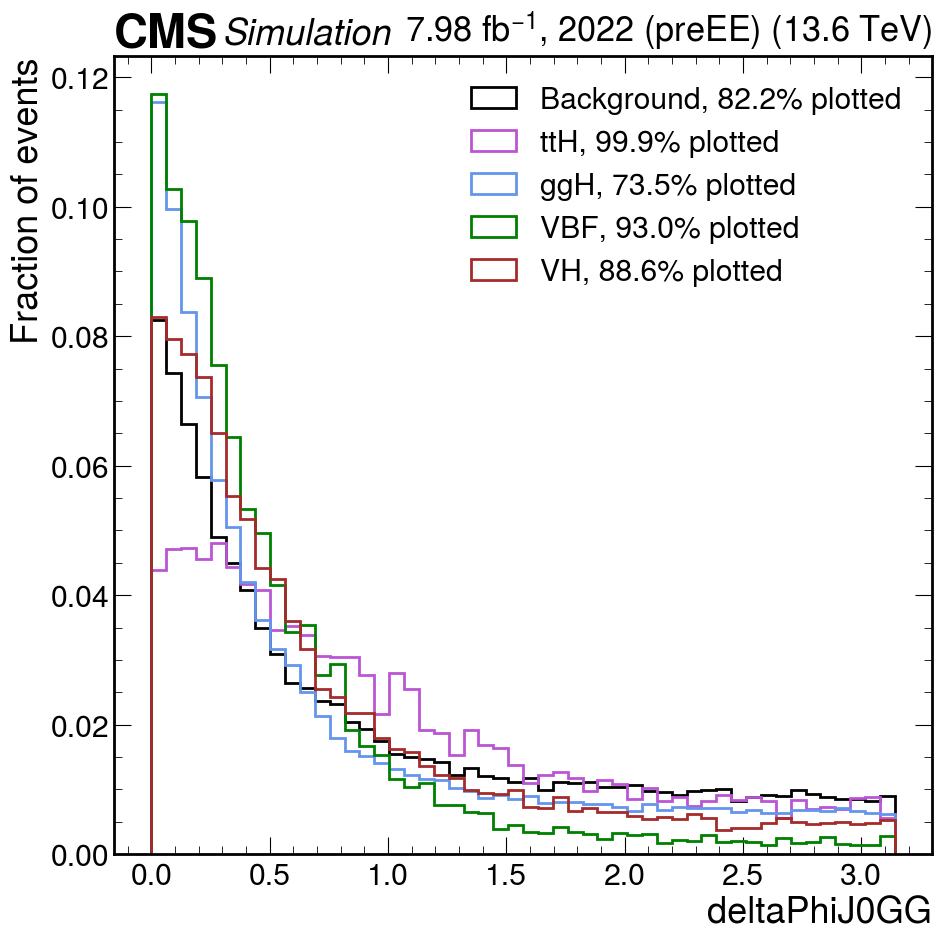 CMS Simulation 7.98 fb⁻¹, 2022 (preEE) (13.6 TeV)
Fraction of events
0.12
0.10
0.08
0.06
0.04
0.02
0.00
Background, 82.2% plotted
ttH, 99.9% plotted
ggH, 73.5% plotted
VBF, 93.0% plotted
VH, 88.6% plotted
0.0 0.5 1.0 1.5 2.0 2.5 3.0
deltaPhiJ0GG